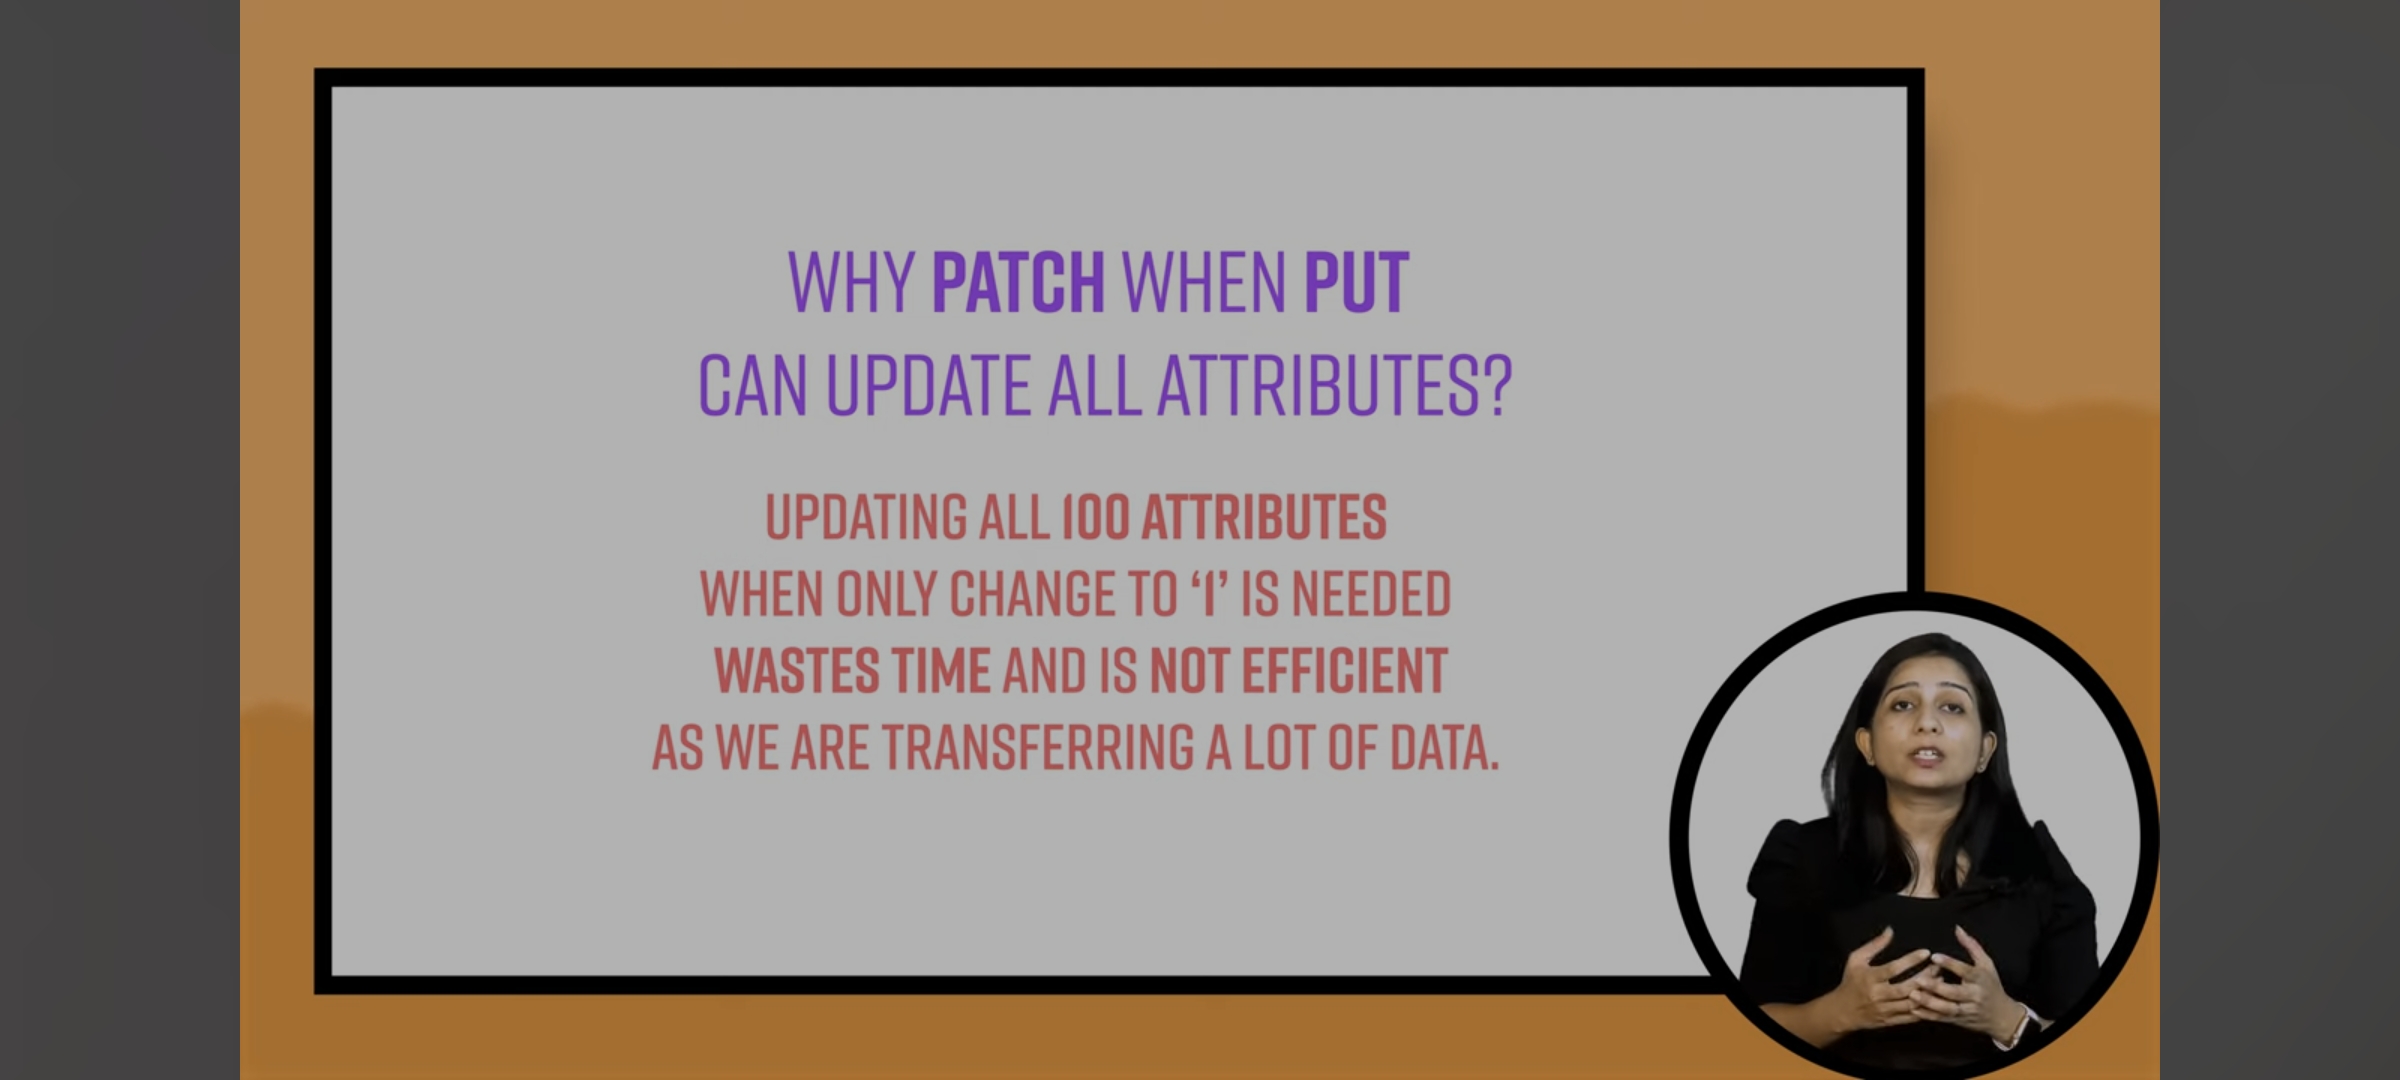 WHY PATCH WHEN PUT
CAN UPDATE ALL ATTRIBUTES?
UPDATING ALL 100 ATTRIBUTES
WHEN ONLY CHANGE TO ‘1’ IS NEEDED
WASTES TIME AND IS NOT EFFICIENT
AS WE ARE TRANSFERRING A LOT OF DATA.